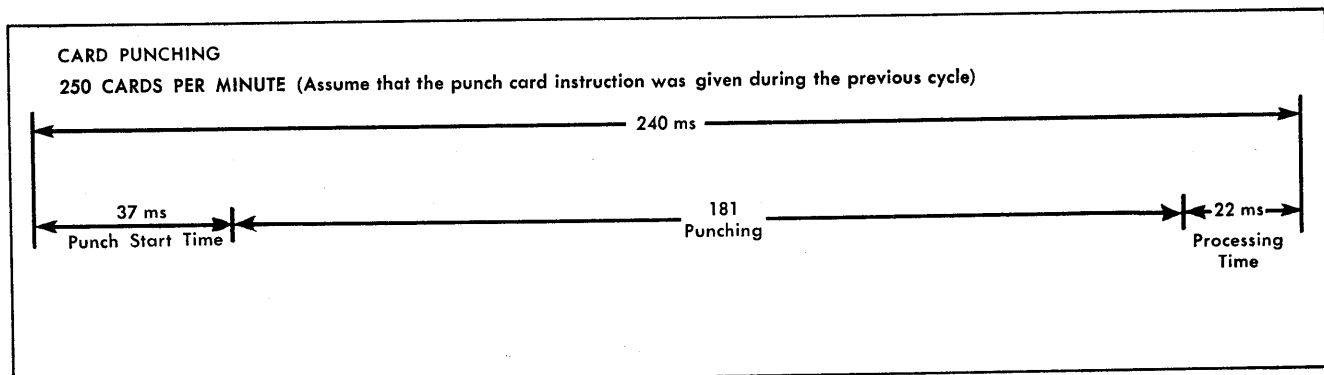 CARD PUNCHING
250 CARDS PER MINUTE (Assume that the punch card instruction was given during the previous cycle)
240 ms
37 ms
Punch Start Time
181
Punching
22 ms
Processing
Time